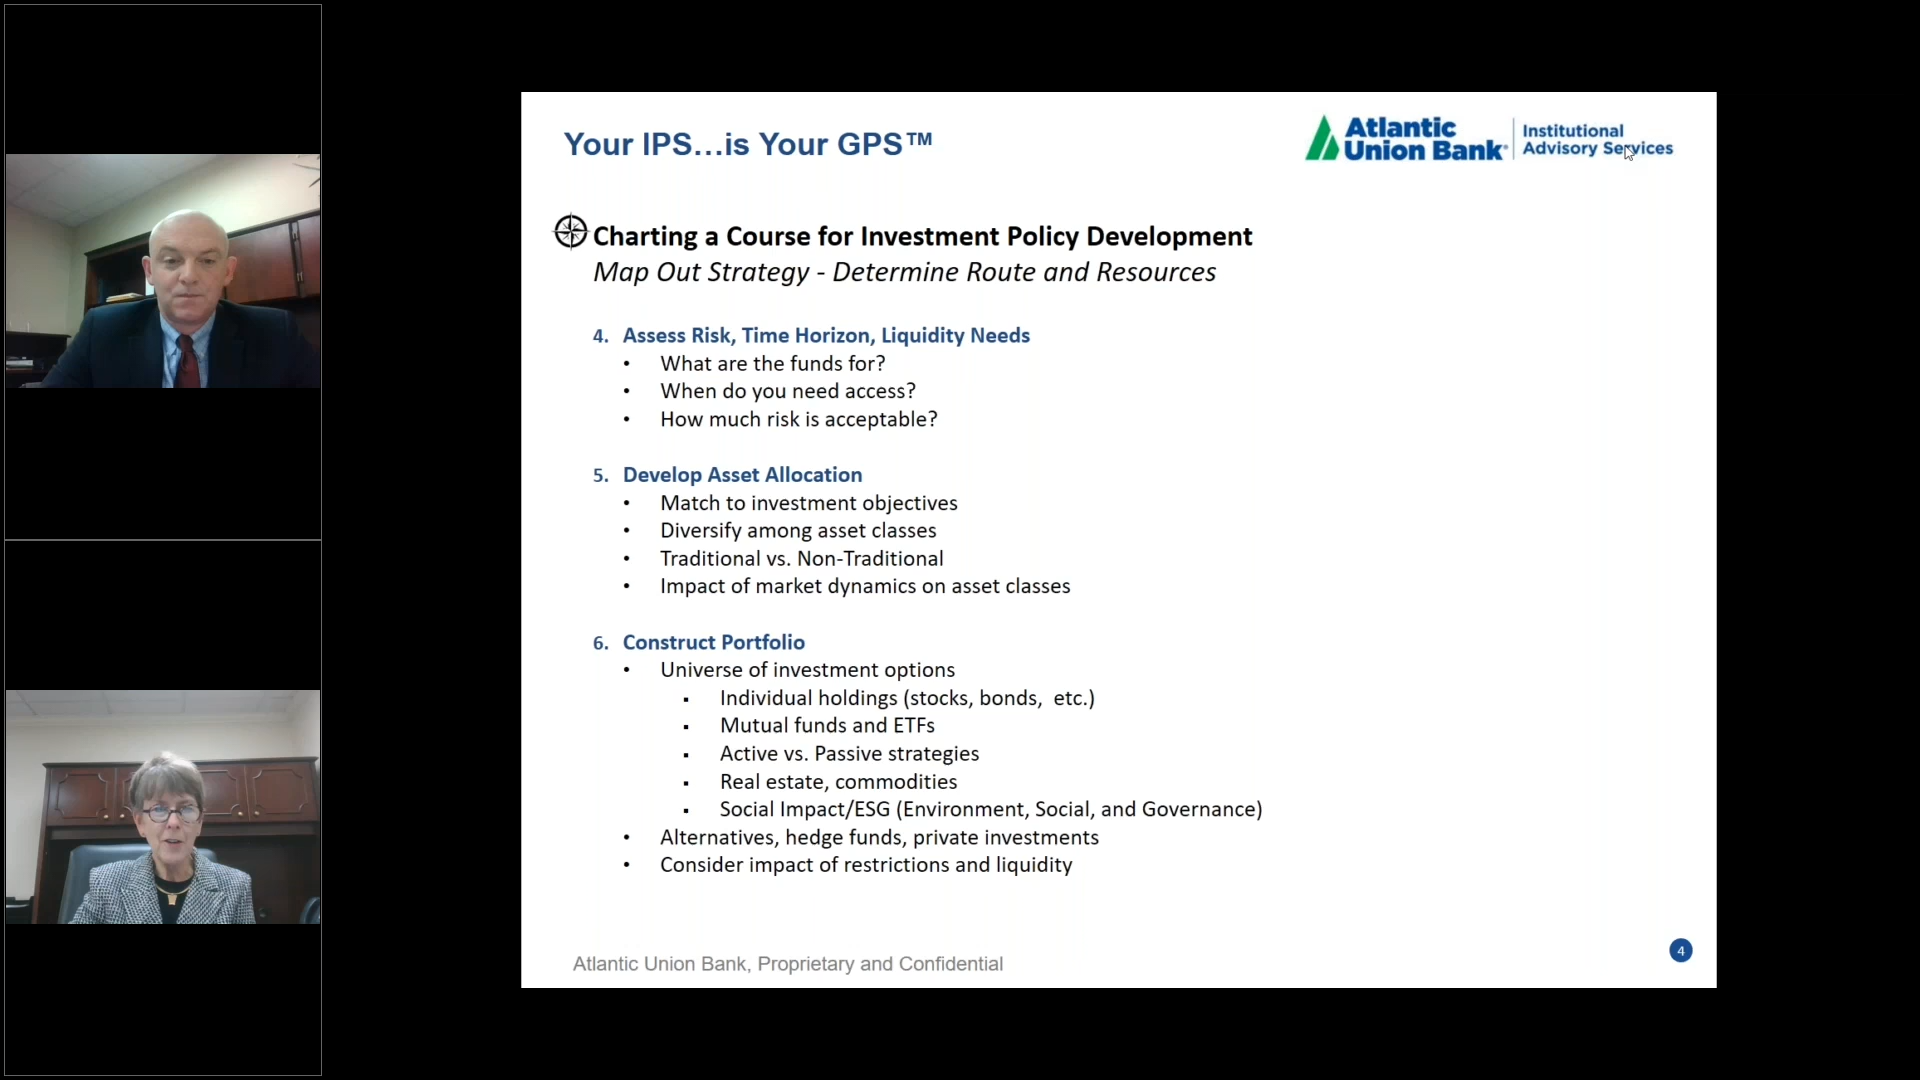 Your IPS...is Your GPS™
Atlantic
Union Bank®
Institutional
Advisory Services
Charting a Course for Investment Policy Development
Map Out Strategy - Determine Route and Resources
4. Assess Risk, Time Horizon, Liquidity Needs
• What are the funds for?
• When do you need access?
• How much risk is acceptable?
5. Develop Asset Allocation
• Match to investment objectives
• Diversify among asset classes
• Traditional vs. Non-Traditional
• Impact of market dynamics on asset classes
6. Construct Portfolio
• Universe of investment options
▪ Individual holdings (stocks, bonds, etc.)
▪ Mutual funds and ETFs
▪ Active vs. Passive strategies
▪ Real estate, commodities
▪ Social Impact/ESG (Environment, Social, and Governance)
• Alternatives, hedge funds, private investments
• Consider impact of restrictions and liquidity
Atlantic Union Bank, Proprietary and Confidential
4